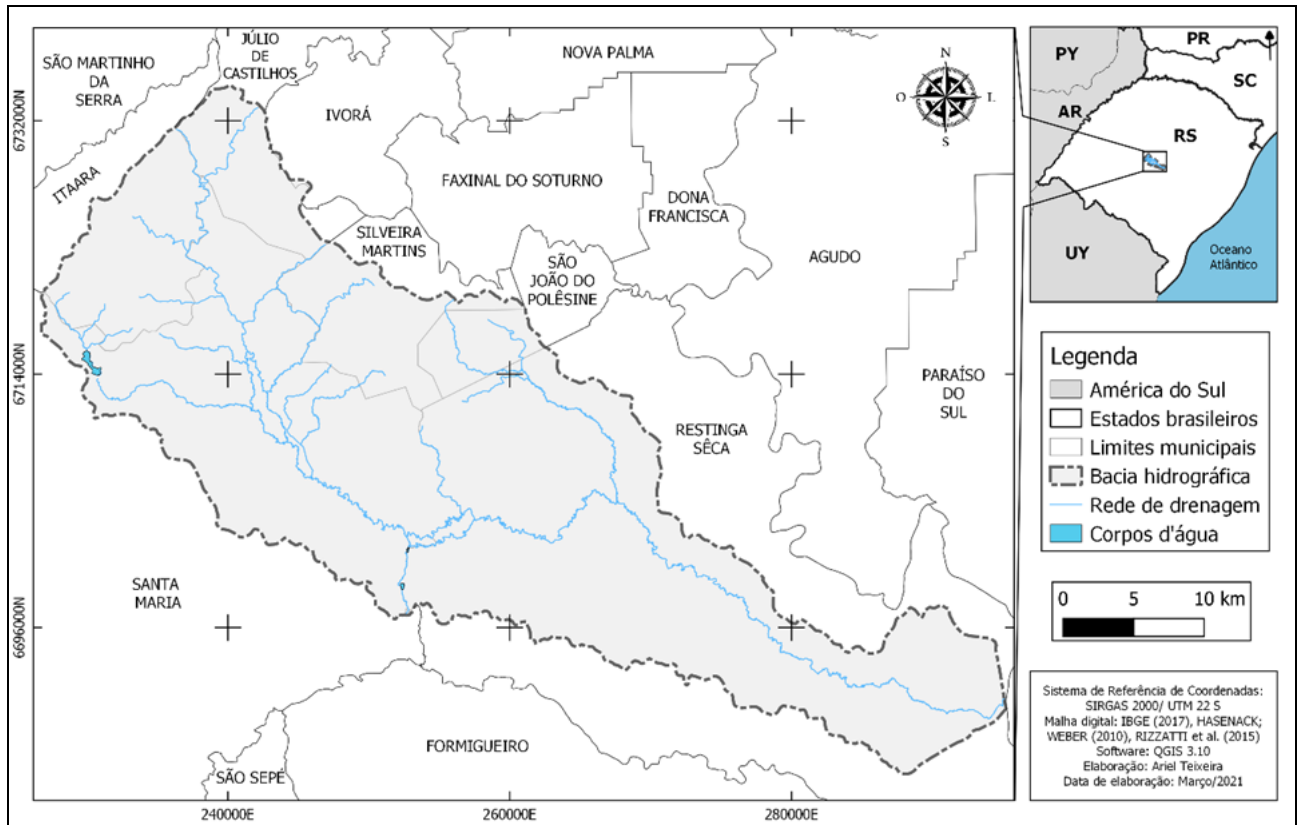 JÚLIO
DE
CASTILHOS
SÃO MARTINHO
DA
SERRA
NOVA PALMA
IVORÁ
ITAARA
FAXINAL DO SOTURNO
DONA
FRANCISCA
SILVEIRA
MARTINS
SÃO
JOÃO DO
POLÊSINE
AGUDO
PARAÍSO
DO
SUL
RESTINGA
SÊCA
SANTA
MARIA
FORMIGUEIRO
SÃO SEPÉ
N
O
L
S
6732000N
6714000N
6696000N
240000E
260000E
280000E
PY
PR
SC
AR
RS
UY
Oceano
Atlântico
Legenda
América do Sul
Estados brasileiros
Limites municipais
Bacia hidrográfica
Rede de drenagem
Corpos d'água
0 5 10 km
Sistema de Referência de Coordenadas:
SIRGAS 2000/ UTM 22 S
Malha digital: IBGE (2017), HASENACK;
WEBER (2010), RIZZATTI et al. (2015)
Software: QGIS 3.10
Elaboração: Ariel Teixeira
Data de elaboração: Março/2021